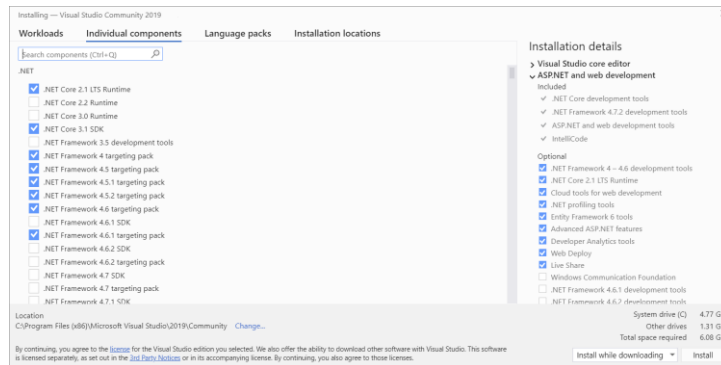 Installing — Visual Studio Community 2019
Workloads Individual components Language packs Installation locations
Search components (Ctrl+Q)
.NET
.NET Core 2.1 LTS Runtime
.NET Core 2.2 Runtime
.NET Core 3.0 Runtime
.NET Core 3.1 SDK
.NET Framework 3.5 development tools
.NET Framework 4 targeting pack
.NET Framework 4.5 targeting pack
.NET Framework 4.5.1 targeting pack
.NET Framework 4.5.2 targeting pack
.NET Framework 4.6 targeting pack
.NET Framework 4.6.1 SDK
.NET Framework 4.6.1 targeting pack
.NET Framework 4.6.2 SDK
.NET Framework 4.6.2 targeting pack
.NET Framework 4.7 SDK
.NET Framework 4.7 targeting pack
.NET Framework 4.7.1 SDK
Installation details
Visual Studio core editor
ASP.NET and web development
Included
.NET Core development tools
.NET Framework 4.7.2 development tools
ASP.NET and web development tools
IntelliCode
Optional
.NET Framework 4 – 4.6 development tools
.NET Core 2.1 LTS Runtime
Cloud tools for web development
.NET profiling tools
Entity Framework 6 tools
Advanced ASP.NET features
Developer Analytics tools
Web Deploy
Live Share
Windows Communication Foundation
.NET Framework 4.6.1 development tools
.NET Framework 4.6.2 development tools
Location
C:\Program Files (x86)\Microsoft Visual Studio\2019\Community Change...
System drive (C) 4.77 G
Other drives 1.31 G
Total space required 6.08 G
By continuing, you agree to the license for the Visual Studio edition you selected. We also offer the ability to download other software with Visual Studio. This software
is licensed separately, as set out in the 3rd Party Notices or in its accompanying license. By continuing, you also agree to those licenses.
Install while downloading Install